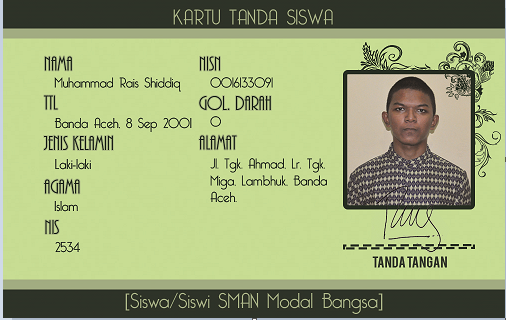 KARTU TANDA SISWA
NAMA
Muhammad Rais Shiddiq
TTL
Banda Aceh, 8 Sep 2001
JENIS KELAMIN
Laki-laki
AGAMA
Islam
NIS
2534
NISN
0016133091
GOL. DARAH
O
ALAMAT
Jl. Tgk. Ahmad. Lr. Tgk.
Miga. Lambhuk. Banda
Aceh.
TANDA TANGAN
[Siswa/Siswi SMAN Modal Bangsa]